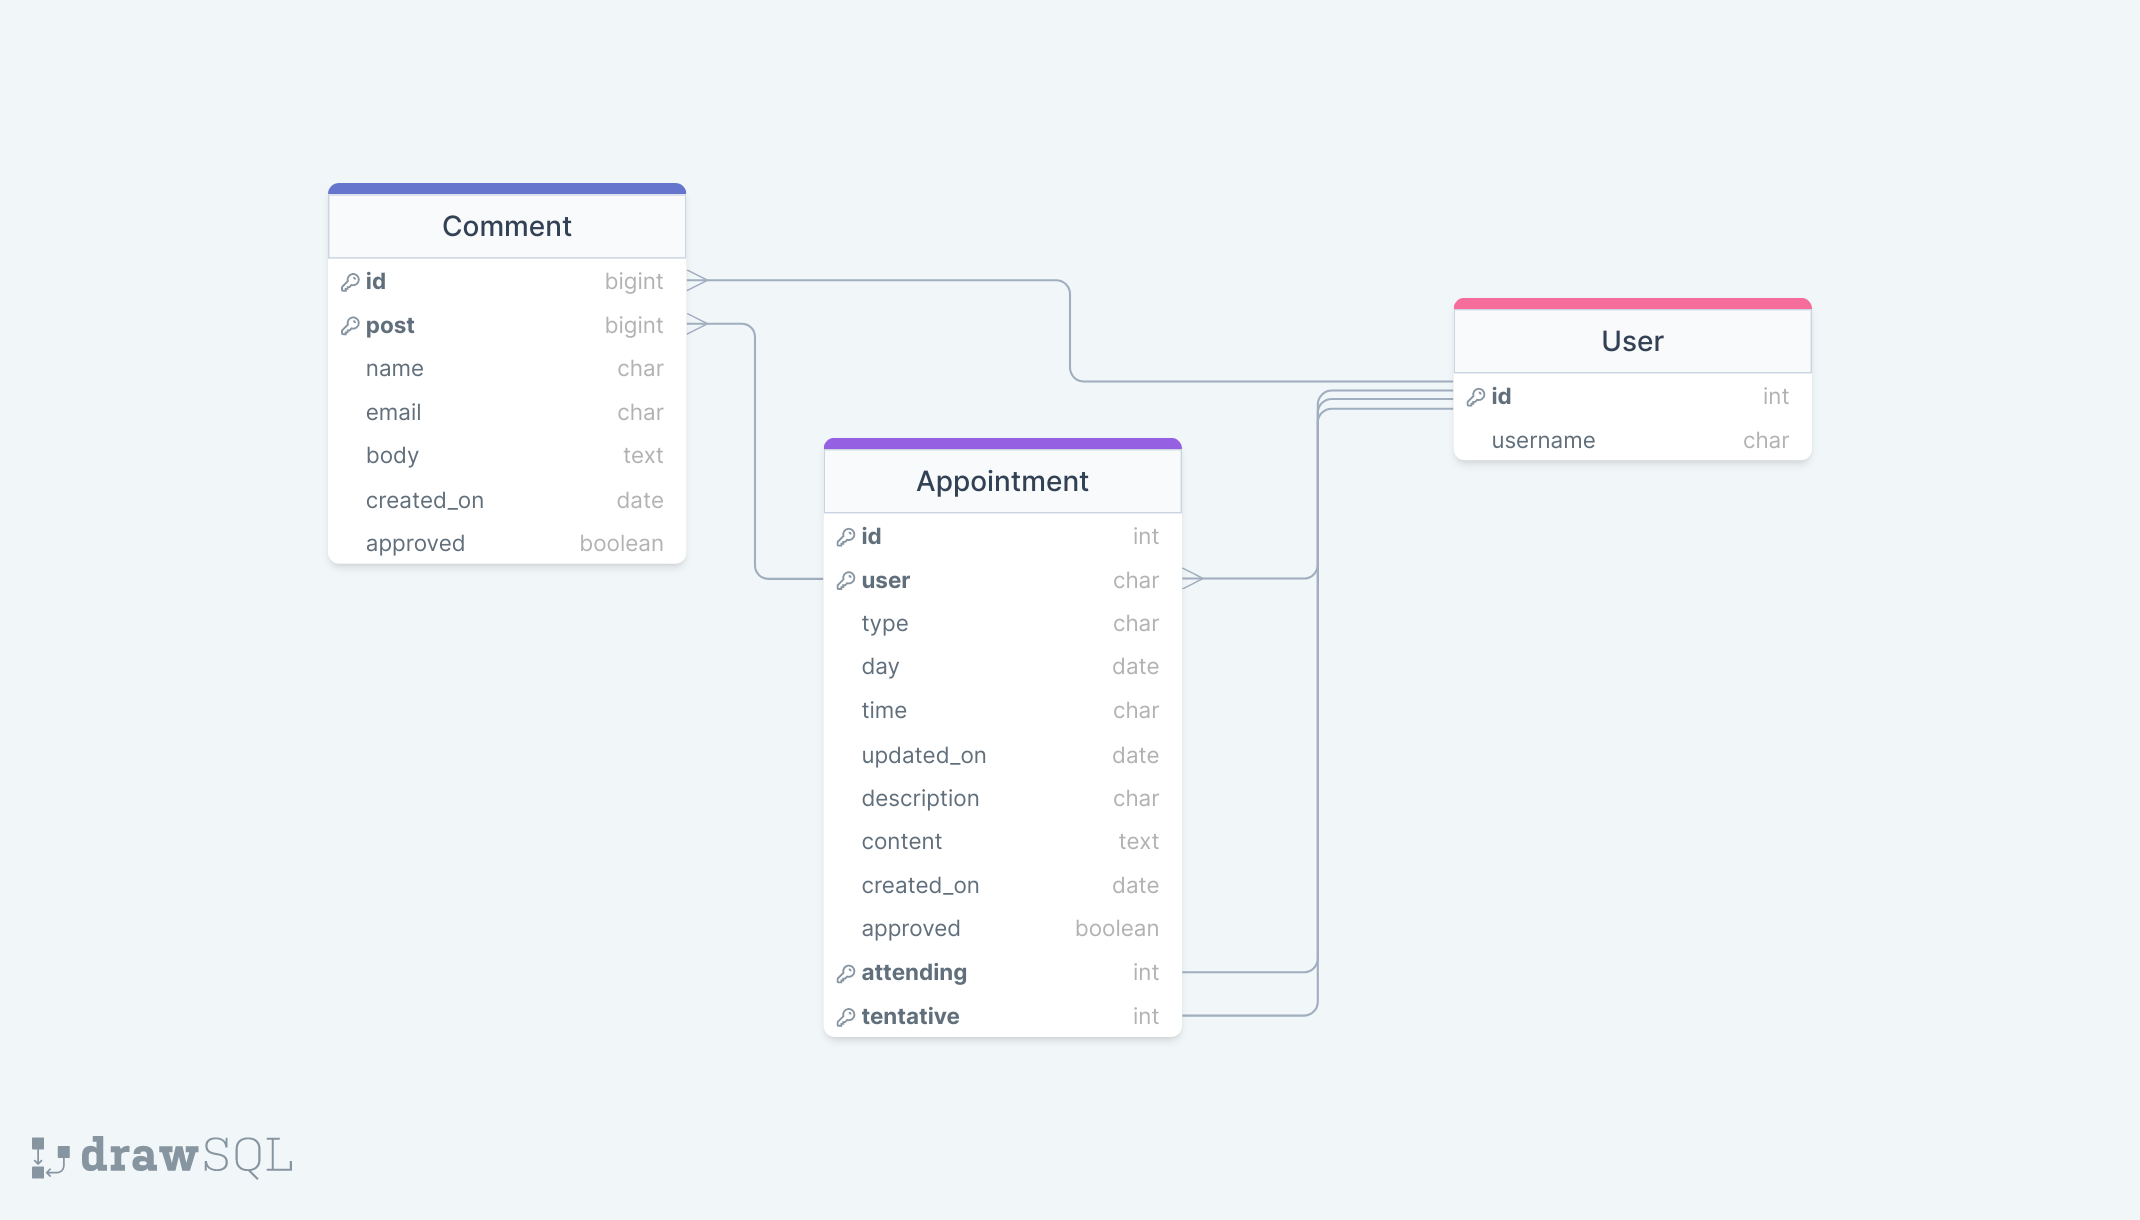 Comment
id bigint
post bigint
name char
email char
body text
created_on date
approved boolean
User
id int
username char
Appointment
id int
user char
type char
day date
time char
updated_on date
description char
content text
created_on date
approved boolean
attending int
tentative int
drawSQL